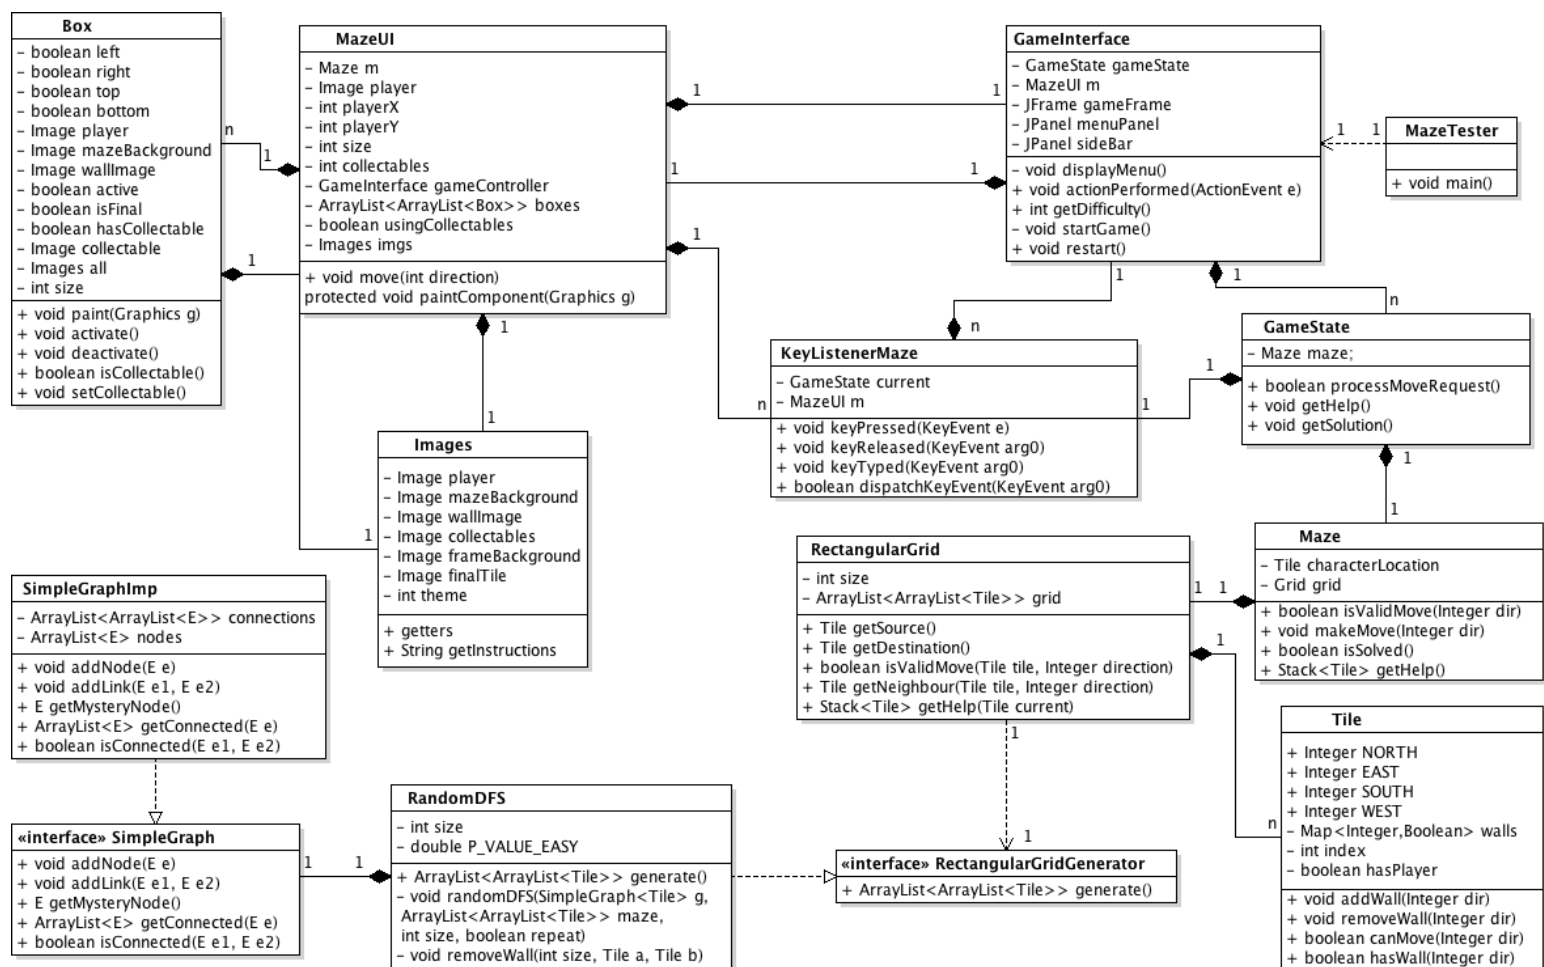 Box
– boolean left
– boolean right
– boolean top
– boolean bottom
– Image player
– Image mazeBackground
– Image wallImage
– boolean active
– boolean isFinal
– boolean hasCollectable
– Image collectable
– Images all
– int size
+ void paint(Graphics g)
+ void activate()
+ void deactivate()
+ boolean isCollectable()
+ void setCollectable()
n
1
1
MazeUI
– Maze m
– Image player
– int playerX
– int playerY
– int size
– int collectables
– GameInterface gameController
– ArrayList<ArrayList<Box>> boxes
– boolean usingCollectables
– Images imgs
+ void move(int direction)
protected void paintComponent(Graphics g)
1
1
1
1
1
n
1
1
1
GameInterface
– GameState gameState
– MazeUI m
– JFrame gameFrame
– JPanel menuPanel
– JPanel sideBar
– void displayMenu()
+ void actionPerformed(ActionEvent e)
+ int getDifficulty()
– void startGame()
+ void restart()
1
1
MazeTester
+ void main()
1
n
1
n
KeyListenerMaze
– GameState current
– MazeUI m
+ void keyPressed(KeyEvent e)
+ void keyReleased(KeyEvent arg0)
+ void keyTyped(KeyEvent arg0)
+ boolean dispatchKeyEvent(KeyEvent arg0)
1
1
GameState
– Maze maze;
+ boolean processMoveRequest()
+ void getHelp()
+ void getSolution()
1
1
Images
– Image player
– Image mazeBackground
– Image wallImage
– Image collectables
– Image frameBackground
– Image finalTile
– int theme
+ getters
+ String getInstructions
RectangularGrid
– int size
– ArrayList<ArrayList<Tile>> grid
+ Tile getSource()
+ Tile getDestination()
+ boolean isValidMove(Tile tile, Integer direction)
+ Tile getNeighbour(Tile tile, Integer direction)
+ Stack<Tile> getHelp(Tile current)
1
1
1
n
1
1
Maze
– Tile characterLocation
– Grid grid
+ boolean isValidMove(Integer dir)
+ void makeMove(Integer dir)
+ boolean isSolved()
+ Stack<Tile> getHelp()
SimpleGraphImp
– ArrayList<ArrayList<E>> connections
– ArrayList<E> nodes
+ void addNode(E e)
+ void addLink(E e1, E e2)
+ E getMysteryNode()
+ ArrayList<E> getConnected(E e)
+ boolean isConnected(E e1, E e2)
«interface» SimpleGraph
+ void addNode(E e)
+ void addLink(E e1, E e2)
+ E getMysteryNode()
+ ArrayList<E> getConnected(E e)
+ boolean isConnected(E e1, E e2)
1
1
RandomDFS
– int size
– double P_VALUE_EASY
+ ArrayList<ArrayList<Tile>> generate()
– void randomDFS(SimpleGraph<Tile> g,
ArrayList<ArrayList<Tile>> maze,
int size, boolean repeat)
– void removeWall(int size, Tile a, Tile b)
«interface» RectangularGridGenerator
+ ArrayList<ArrayList<Tile>> generate()
Tile
+ Integer NORTH
+ Integer EAST
+ Integer SOUTH
+ Integer WEST
– Map<Integer,Boolean> walls
– int index
– boolean hasPlayer
+ void addWall(Integer dir)
+ void removeWall(Integer dir)
+ boolean canMove(Integer dir)
+ boolean hasWall(Integer dir)